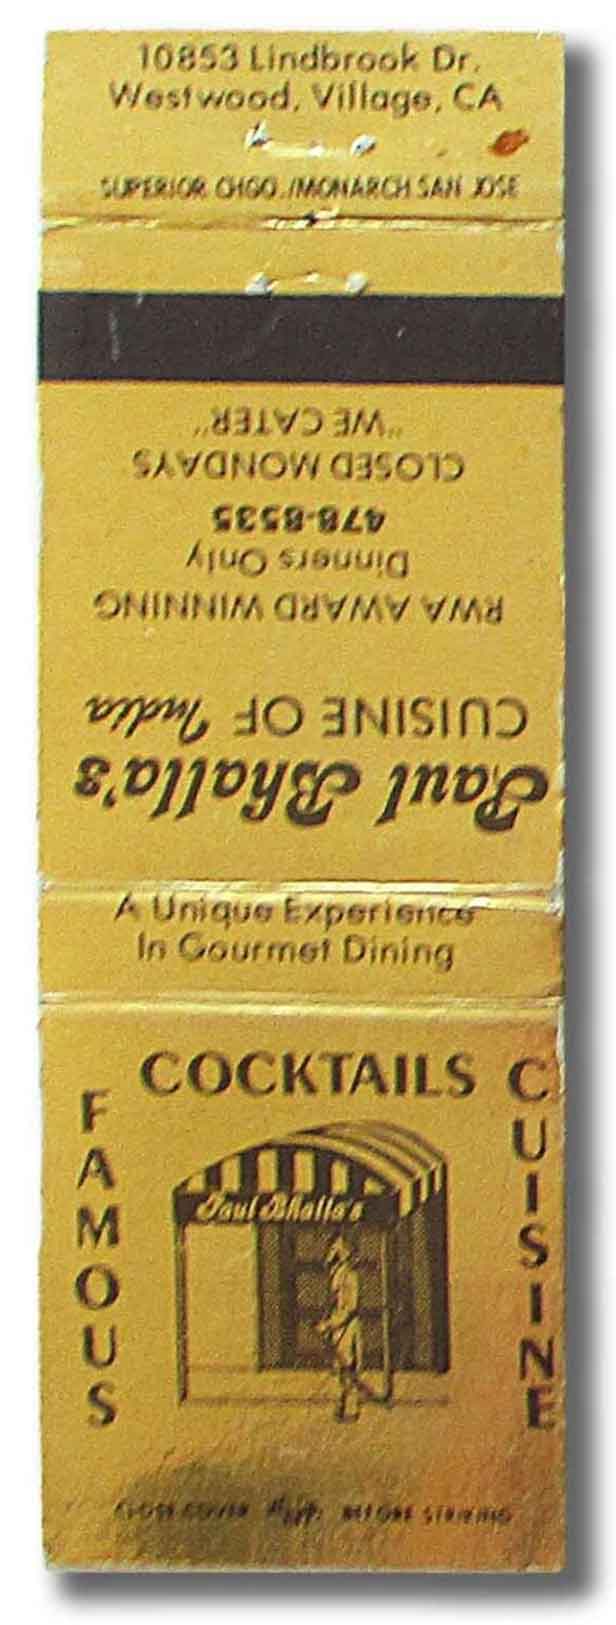 10853 Lindbrook Dr.
Westwood, Village, CA
SUPERIOR CHGO./MONARCH SAN JOSE
Paul Bhalla's
CUISINE OF India
RWA AWARD WINNING
Dinners Only
478-8535
CLOSED MONDAYS
"WE CATER"
A Unique Experience
In Gourmet Dining
COCKTAILS
FAMOUS
CUISINE
Paul Bhalla's
CLOSE COVER BEFORE STRIKING